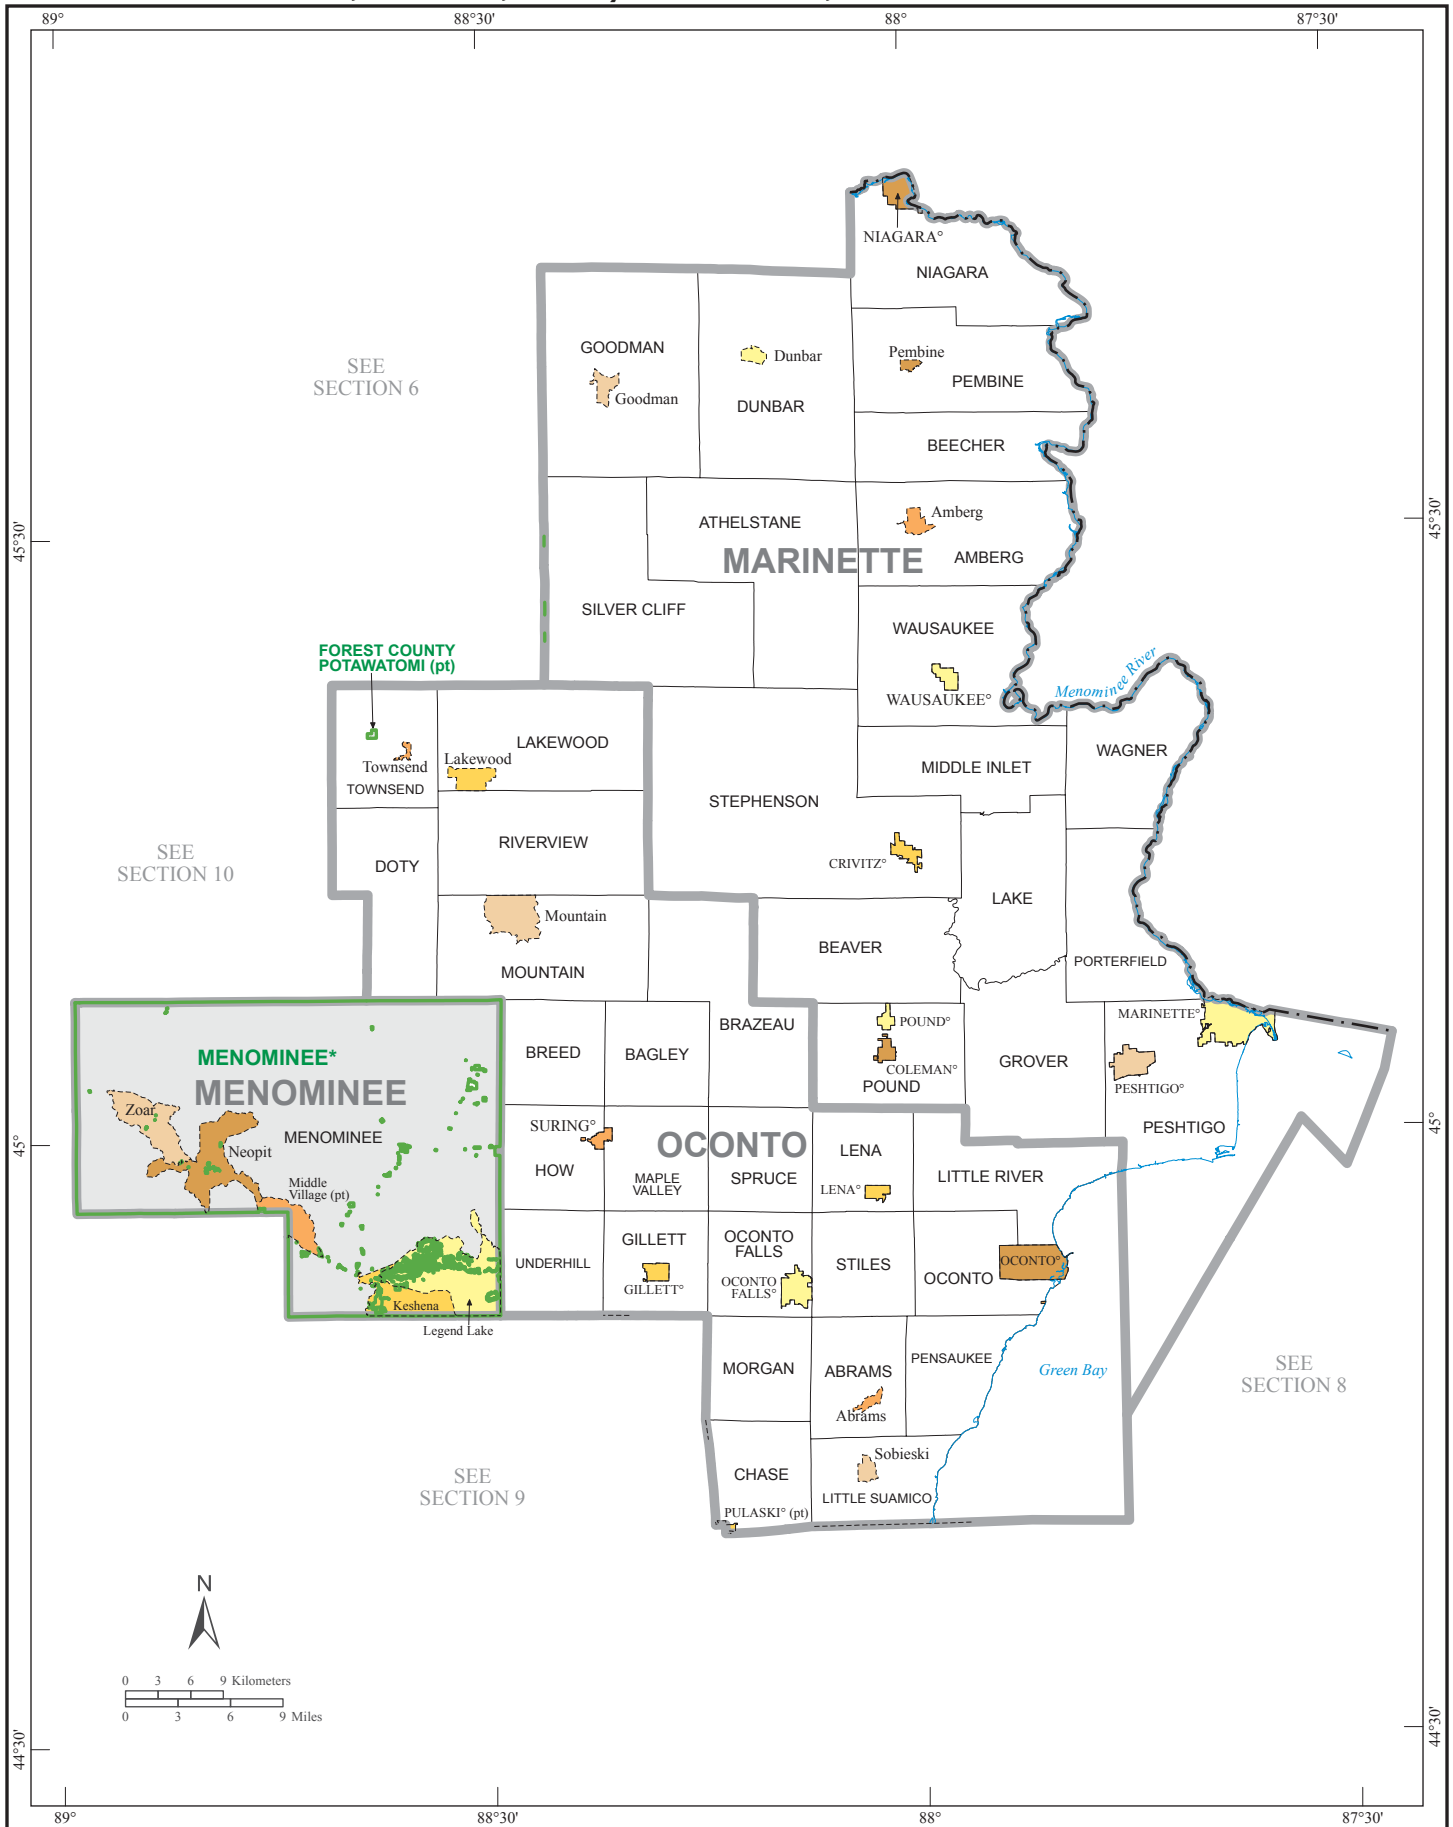 89°
88°30'
88°
87°30'
NIAGARA°
NIAGARA
SEE
SECTION 6
GOODMAN
Goodman
Dunbar
DUNBAR
Pembine
PEMBINE
BEECHER
45°30'
45°30'
ATHELSTANE
Amberg
AMBERG
MARINETTE
SILVER CLIFF
WAUSAUKEE
WAUSAUKEE°
Menominee River
FOREST COUNTY
POTAWATOMI (pt)
Townsend
TOWNSEND
Lakewood
LAKEWOOD
WAGNER
MIDDLE INLET
STEPHENSON
RIVERVIEW
SEE
SECTION 10
DOTY
CRIVITZ°
LAKE
Mountain
MOUNTAIN
BEAVER
PORTERFIELD
MARINETTE°
BRAZEAU
POUND°
COLEMAN°
POUND
BREED
BAGLEY
GROVER
PESHTIGO°
PESHTIGO
MENOMINEE*
MENOMINEE
Zoar
MENOMINEE
Neopit
Middle
Village (pt)
45°
45°
SURING°
HOW
OCONTO
MAPLE
VALLEY
SPRUCE
LENA
LENA°
LITTLE RIVER
UNDERHILL
GILLETT
GILLETT°
OCONTO
FALLS
OCONTO
FALLS°
STILES
OCONTO
OCONTO°
Keshena
Legend Lake
MORGAN
ABRAMS
Abrams
PENSAUKEE
Green Bay
SEE
SECTION 8
CHASE
Sobieski
LITTLE SUAMICO
PULASKI° (pt)
SEE
SECTION 9
N
0 3 6 9 Kilometers
0 3 6 9 Miles
44°30'
44°30'
89°
88°30'
88°
87°30'